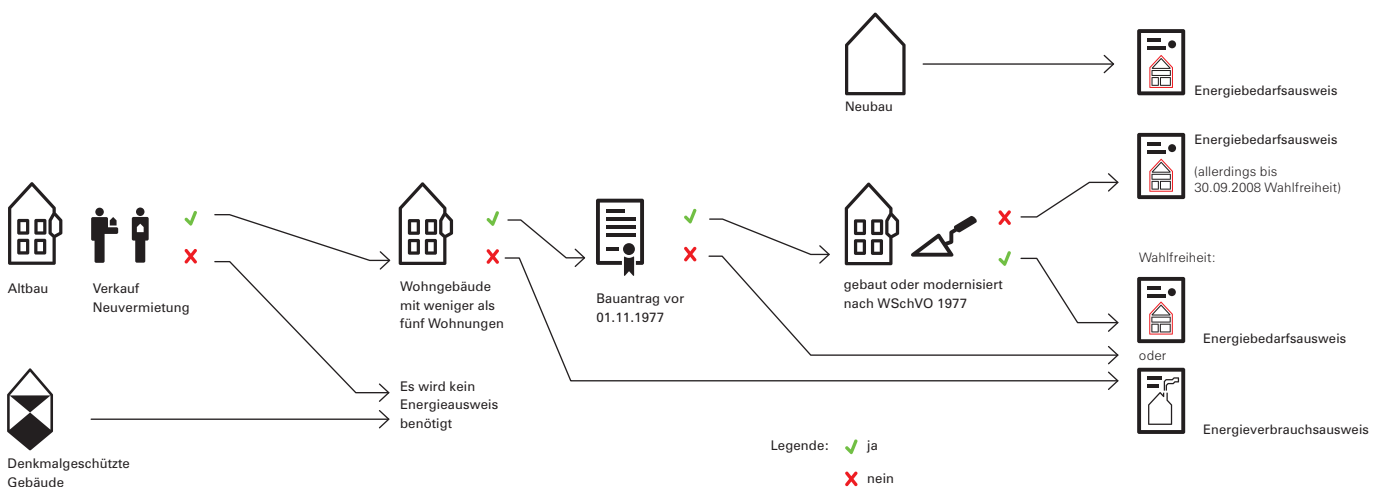 Neubau
Energiebedarfsausweis
Energiebedarfsausweis
(allerdings bis
30.09.2008 Wahlfreiheit)
Altbau
Verkauf
Neuvermietung
Wohngebäude
mit weniger als
fünf Wohnungen
Bauantrag vor
01.11.1977
gebaut oder modernisiert
nach WSchVO 1977
Wahlfreiheit:
Energiebedarfsausweis
oder
Energieverbrauchsausweis
Es wird kein
Energieausweis
benötigt
Denkmalgeschützte
Gebäude
Legende:
ja
nein